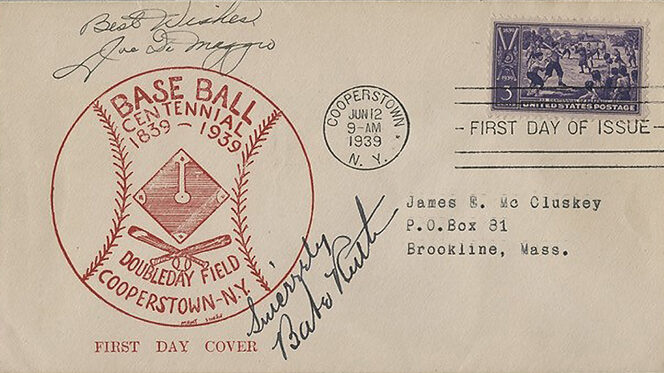 Best Wishes
Joe Di Maggio
BASE BALL
CENTENNIAL
1839 - 1939
DOUBLEDAY FIELD
COOPERSTOWN-N.Y.
FIRST DAY COVER
Sincerely
Babe Ruth
COOPERSTOWN
JUN 12
9-AM
1939
N. Y.
3
UNITED STATES POSTAGE
- FIRST DAY OF ISSUE -
James E. Mc Cluskey
P.O.Box 81
Brookline, Mass.